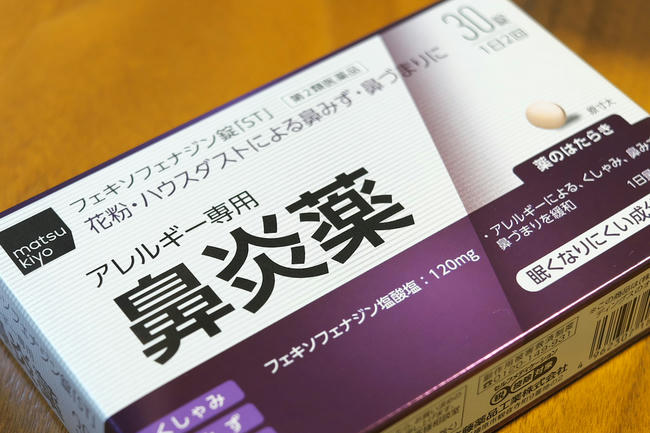 30錠
1日2回
原寸大
第2類医薬品
フェキソフェナジン錠「ST」
花粉・ハウスダストによる鼻みず・鼻づまりに
matsu
kiyo
アレルギー専用
鼻炎薬
フェキソフェナジン塩酸塩：120mg
薬のはたらき
・アレルギーによる、くしゃみ、鼻み
鼻づまりを緩和
1日
眠くなりにくい成
くしゃみ